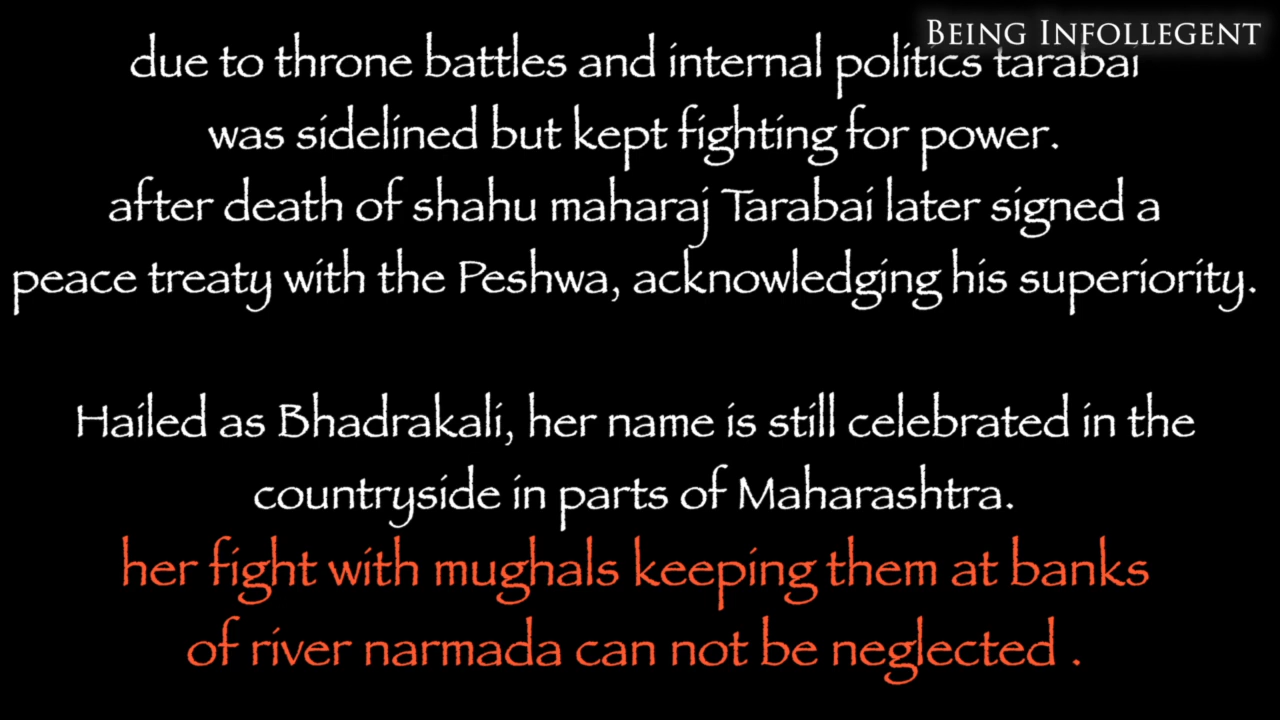 Being Infollegent
due to throne battles and internal politics tarabai
was sidelined but kept fighting for power.
after death of shahu maharaj Tarabai later signed a
peace treaty with the Peshwa, acknowledging his superiority.
Hailed as Bhadrakali, her name is still celebrated in the
countryside in parts of Maharashtra.
her fight with mughals keeping them at banks
of river narmada can not be neglected .